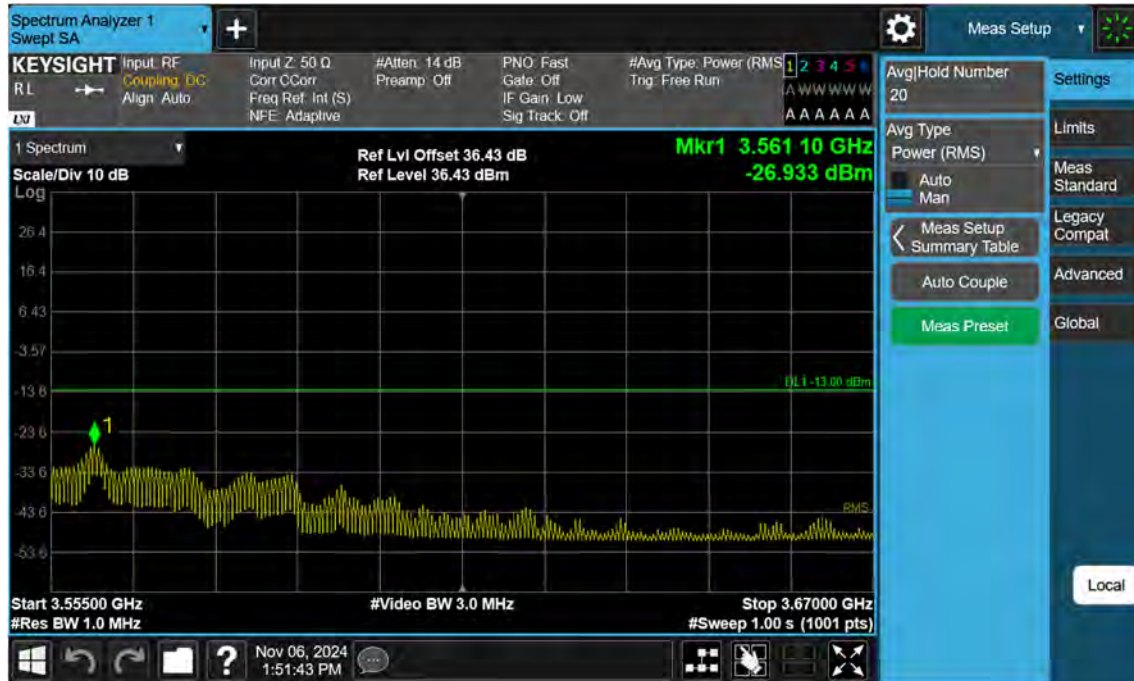 Spectrum Analyzer 1
Swept SA
+
Meas Setup
KEYSIGHT
RL
LXI
Input: RF
Coupling: DC
Align: Auto
Input Z: 50 Ω
Corr CCorr
Freq Ref: Int (S)
NFE: Adaptive
#Atten: 14 dB
Preamp: Off
PNO: Fast
Gate: Off
IF Gain: Low
Sig Track: Off
#Avg Type: Power (RMS
Trig: Free Run
1 2 3 4 5 6
A W W W W W
A A A A A A
1 Spectrum
Scale/Div 10 dB
Log
Ref Lvl Offset 36.43 dB
Ref Level 36.43 dBm
Mkr1 3.561 10 GHz
-26.933 dBm
26.4
16.4
6.43
-3.57
-13.6
-23.6
-33.6
-43.6
-53.6
DL1 -13.00 dBm
1
RMS
Start 3.55500 GHz
#Res BW 1.0 MHz
#Video BW 3.0 MHz
Stop 3.67000 GHz
#Sweep 1.00 s (1001 pts)
Avg|Hold Number
20
Avg Type
Power (RMS)
Auto
Man
Meas Setup
Summary Table
Auto Couple
Meas Preset
Settings
Limits
Meas
Standard
Legacy
Compat
Advanced
Global
Local
?
Nov 06, 2024
1:51:43 PM